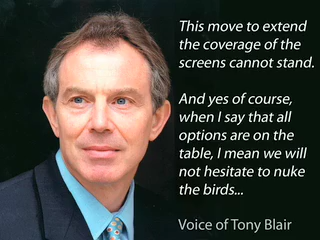 This move to extend
the coverage of the
screens cannot stand.
And yes of course,
when I say that all
options are on the
table, I mean we will
not hesitate to nuke
the birds...
Voice of Tony Blair